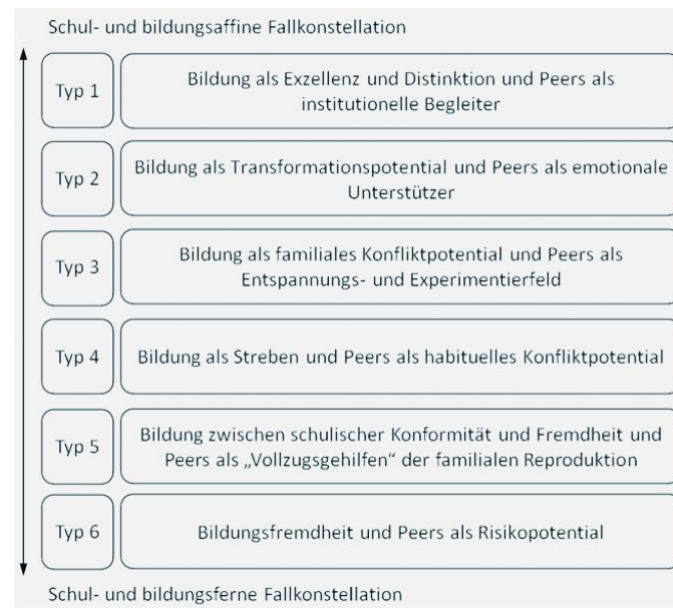 Schul- und bildungsaffine Fallkonstellation
Typ 1
Bildung als Exzellenz und Distinktion und Peers als
institutionelle Begleiter
Typ 2
Bildung als Transformationspotential und Peers als emotionale
Unterstützer
Typ 3
Bildung als familiales Konfliktpotential und Peers als
Entspannungs- und Experimentierfeld
Typ 4
Bildung als Streben und Peers als habituelles Konfliktpotential
Typ 5
Bildung zwischen schulischer Konformität und Fremdheit und
Peers als „Vollzugsgehilfen“ der familialen Reproduktion
Typ 6
Bildungsfremdheit und Peers als Risikopotential
Schul- und bildungsferne Fallkonstellation